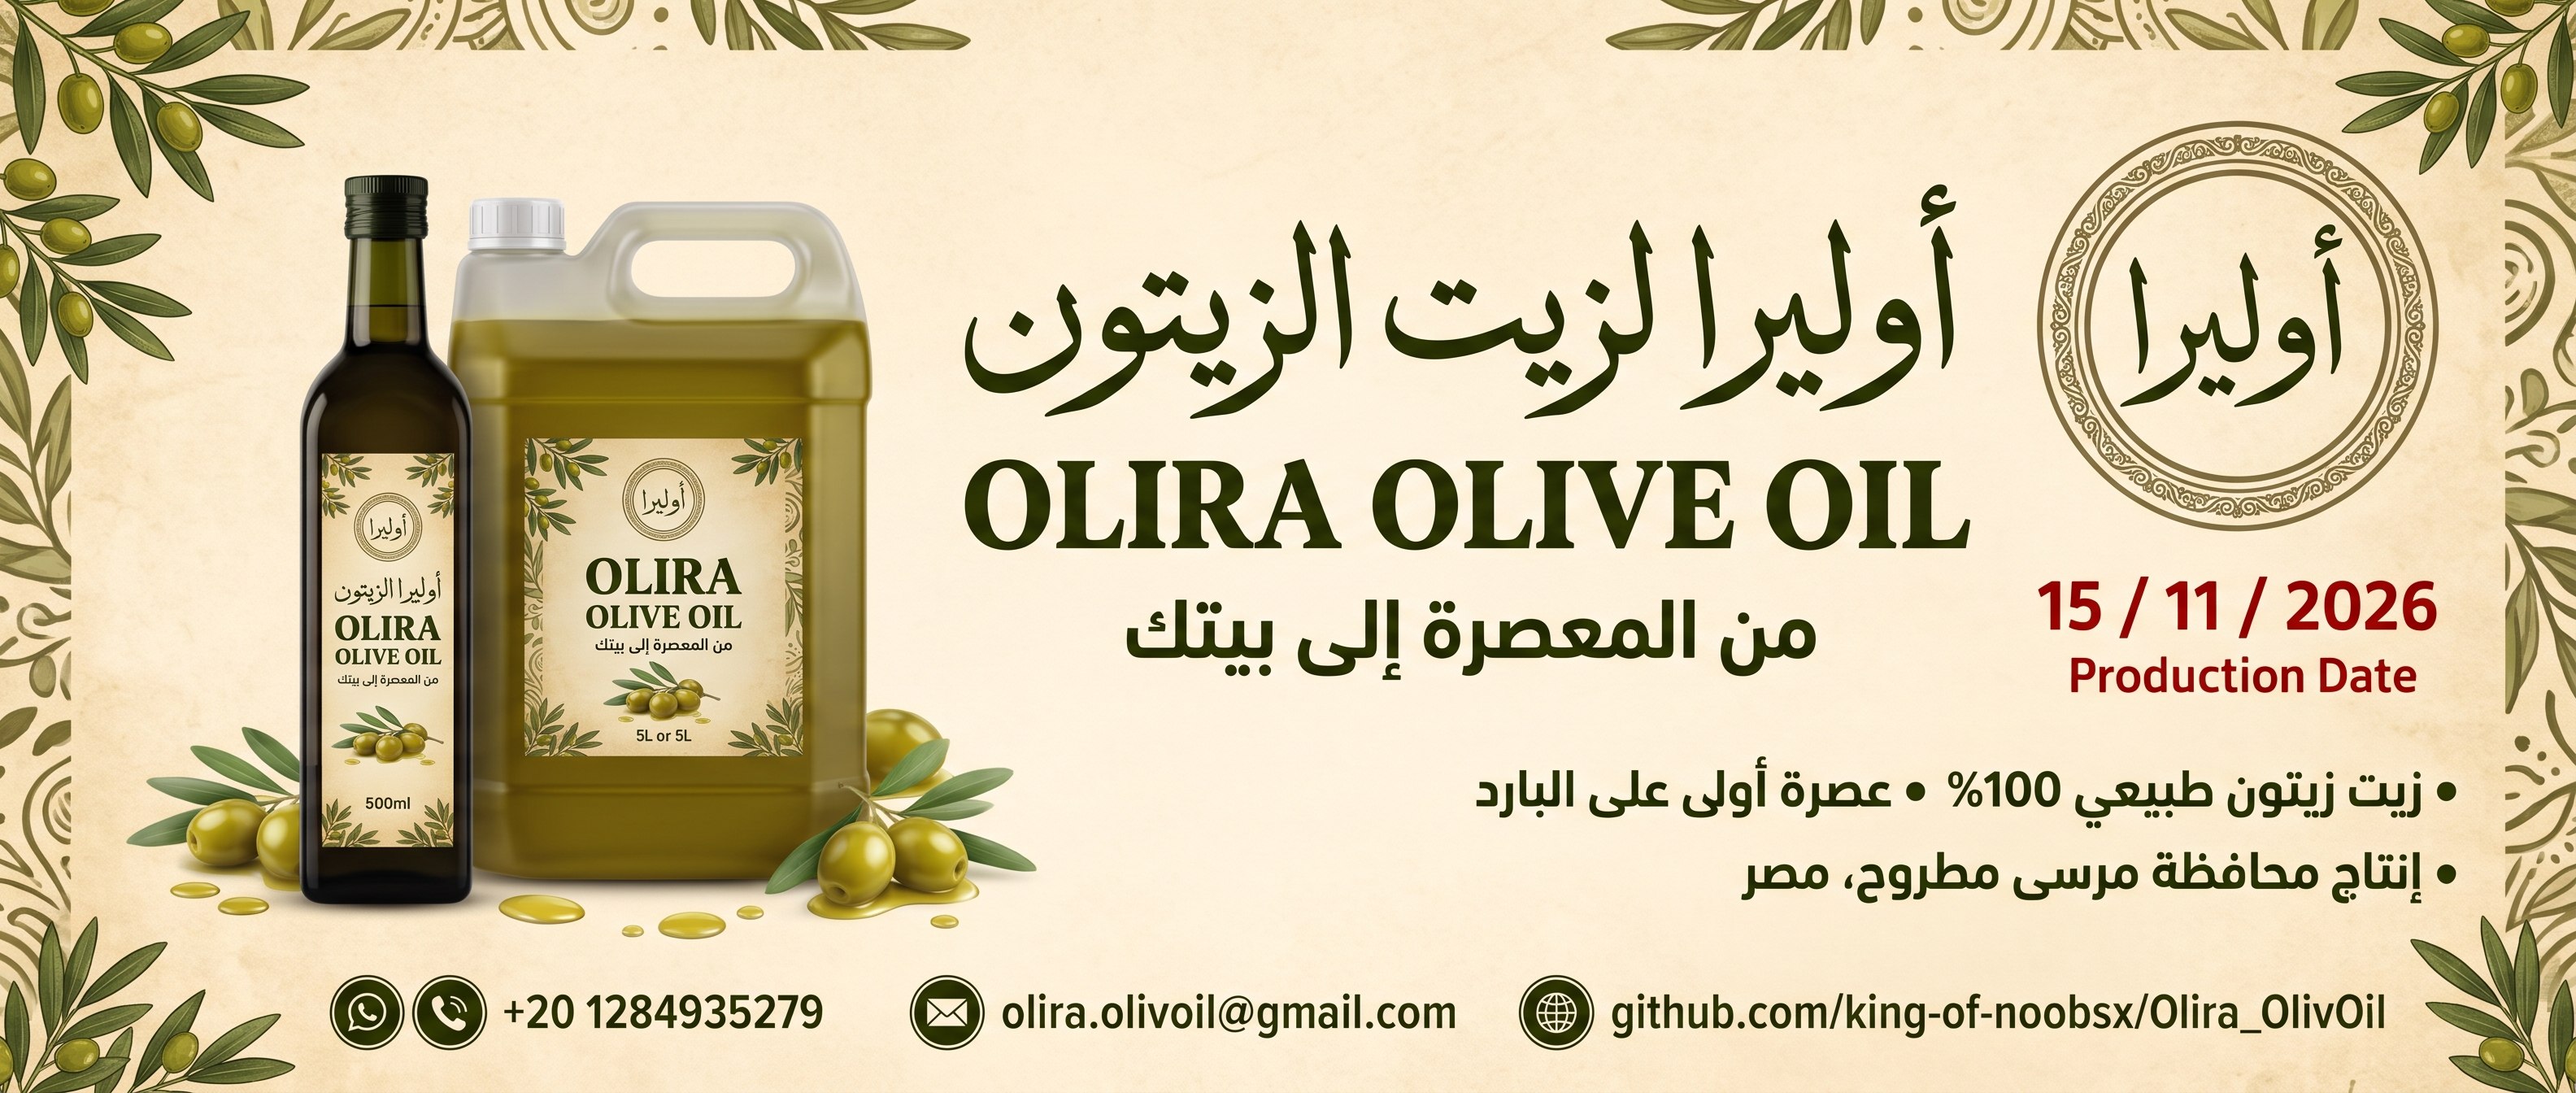 أوليرا لزيت الزيتون
OLIRA OLIVE OIL
من المعصرة إلى بيتك
أوليرا
15 / 11 / 2026
Production Date
• زيت زيتون طبيعي 100% • عصرة أولى على البارد
• إنتاج محافظة مرسى مطروح، مصر
أوليرا
أوليرا الزيتون
OLIRA
OLIVE OIL
من المعصرة إلى بيتك
500ml
أوليرا
OLIRA
OLIVE OIL
من المعصرة إلى بيتك
5L or 5L
+20 1284935279
olira.olivoil@gmail.com
github.com/king-of-noobsx/Olira_OlivOil